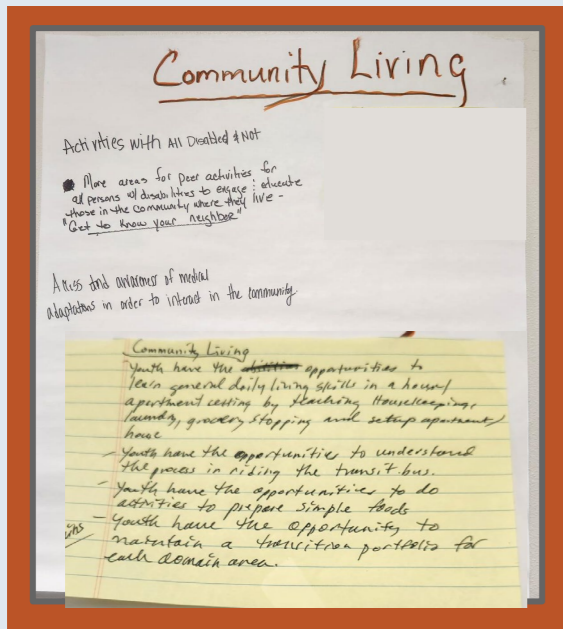 Community Living
Activities with All Disabled & Not
More areas for peer activities for
all persons w/ disabilities to engage : educate
those in the community where they live -
"Get to know your neighbor"
Access and awareness of medical
adaptations in order to interact in the community
Community Living
- Youth have the opportunities to
learn general daily living skills in a house/
apartment setting by teaching Housekeeping,
laundry, grocery stopping and setup apartment/
home
- Youth have the opportunities to understand
the process in riding the transit bus.
- Youth have the opportunities to do
activities to prepare simple foods
- Youth have the opportunity to
maintain a transition portfolio for
each domain area.